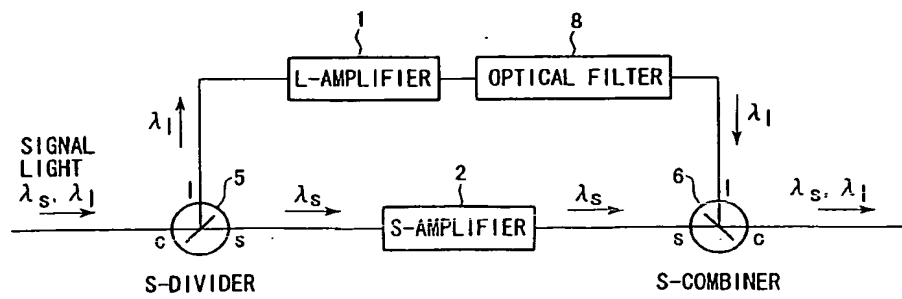 1
8
L-AMPLIFIER
OPTICAL FILTER
λl
λl
SIGNAL
LIGHT
λs, λl
l
5
λs
2
λs
6
l
λs, λl
c
s
S-AMPLIFIER
s
c
S-DIVIDER
S-COMBINER